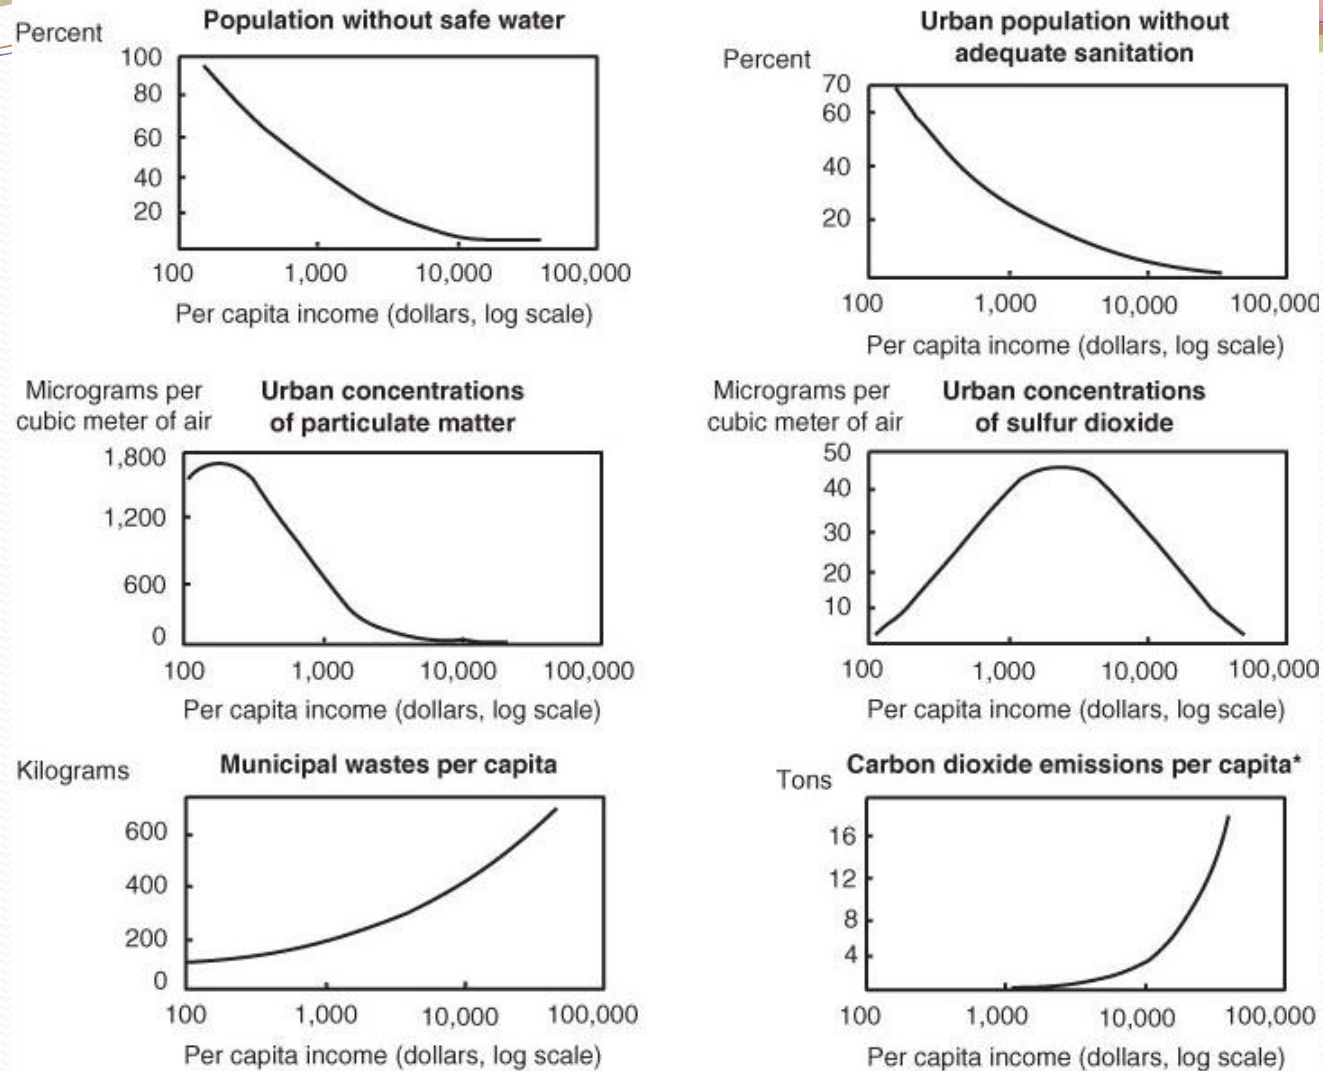 Population without safe water
Percent
100
80
60
40
20
100 1,000 10,000 100,000
Per capita income (dollars, log scale)
Urban population without
adequate sanitation
Percent
70
60
40
20
100 1,000 10,000 100,000
Per capita income (dollars, log scale)
Micrograms per
cubic meter of air
Urban concentrations
of particulate matter
1,800
1,200
600
0
100 1,000 10,000 100,000
Per capita income (dollars, log scale)
Micrograms per
cubic meter of air
Urban concentrations
of sulfur dioxide
50
40
30
20
10
100 1,000 10,000 100,000
Per capita income (dollars, log scale)
Kilograms
Municipal wastes per capita
600
400
200
0
100 1,000 10,000 100,000
Per capita income (dollars, log scale)
Tons
Carbon dioxide emissions per capita*
16
12
8
4
100 1,000 10,000 100,000
Per capita income (dollars, log scale)